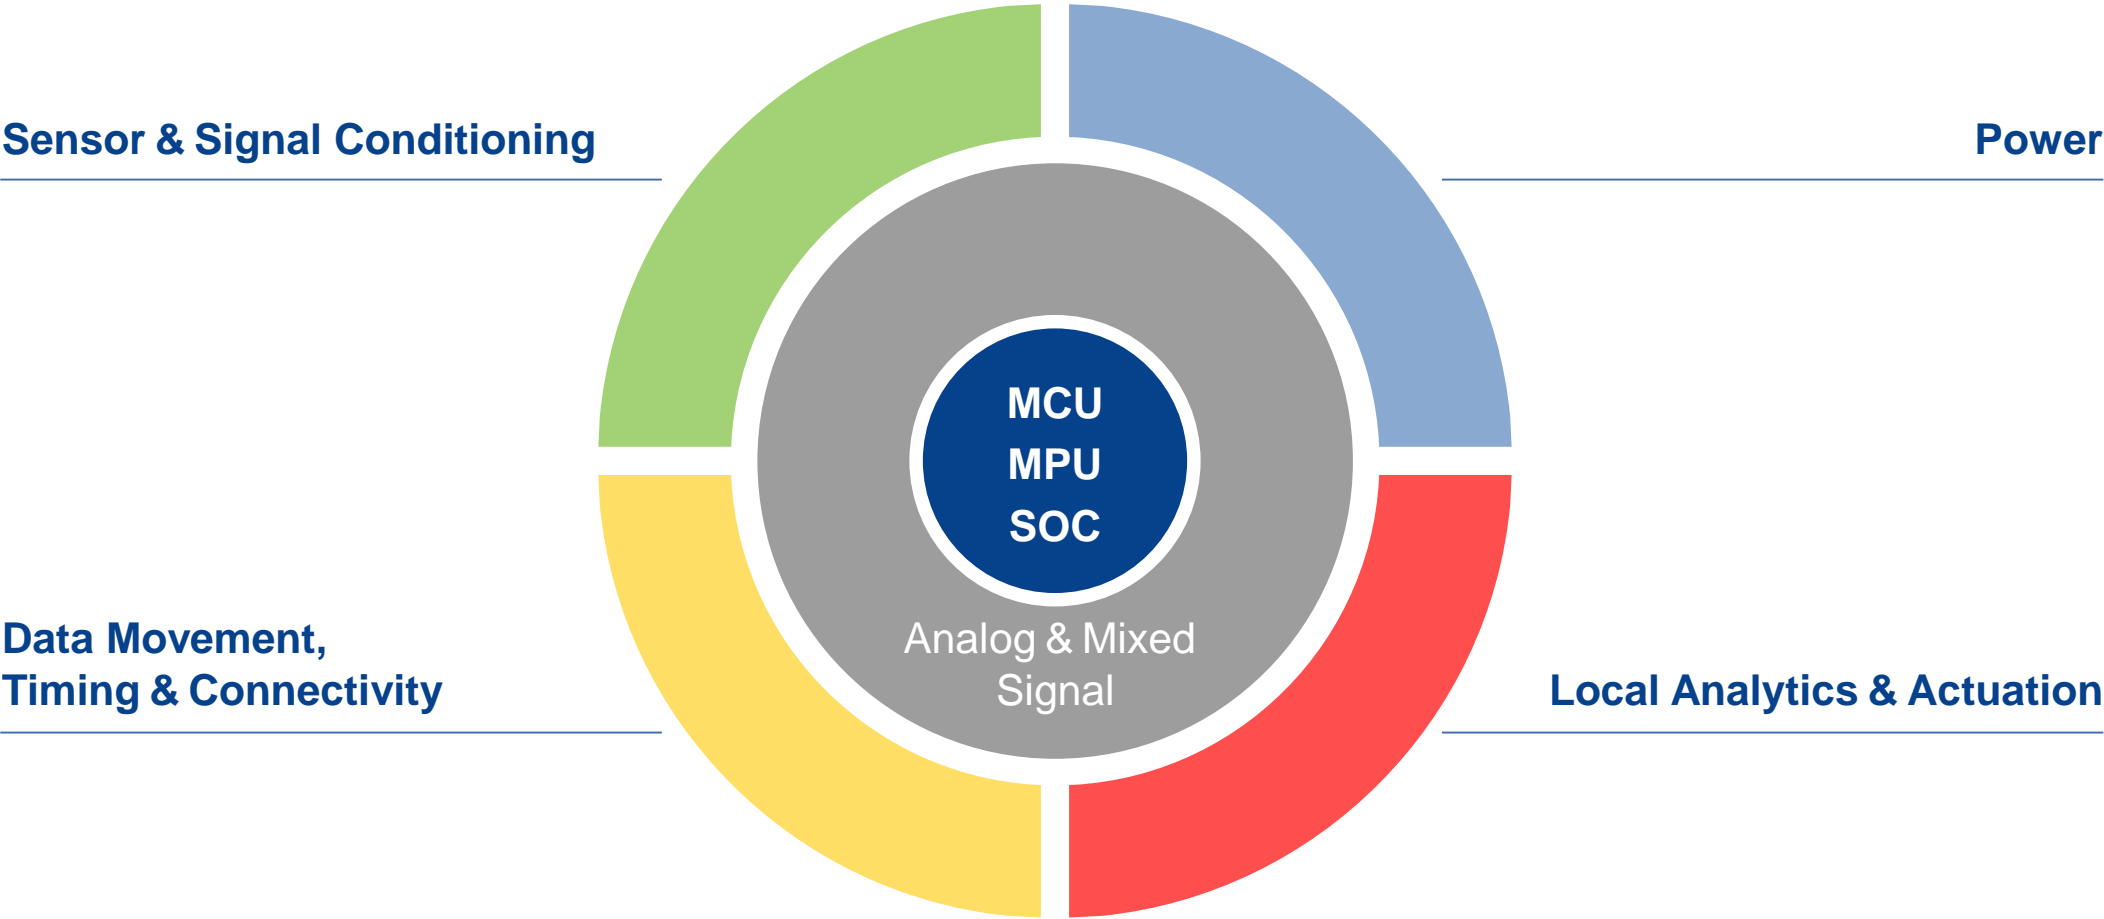 Sensor & Signal Conditioning
Power
MCU
MPU
SOC
Analog & Mixed
Signal
Data Movement,
Timing & Connectivity
Local Analytics & Actuation